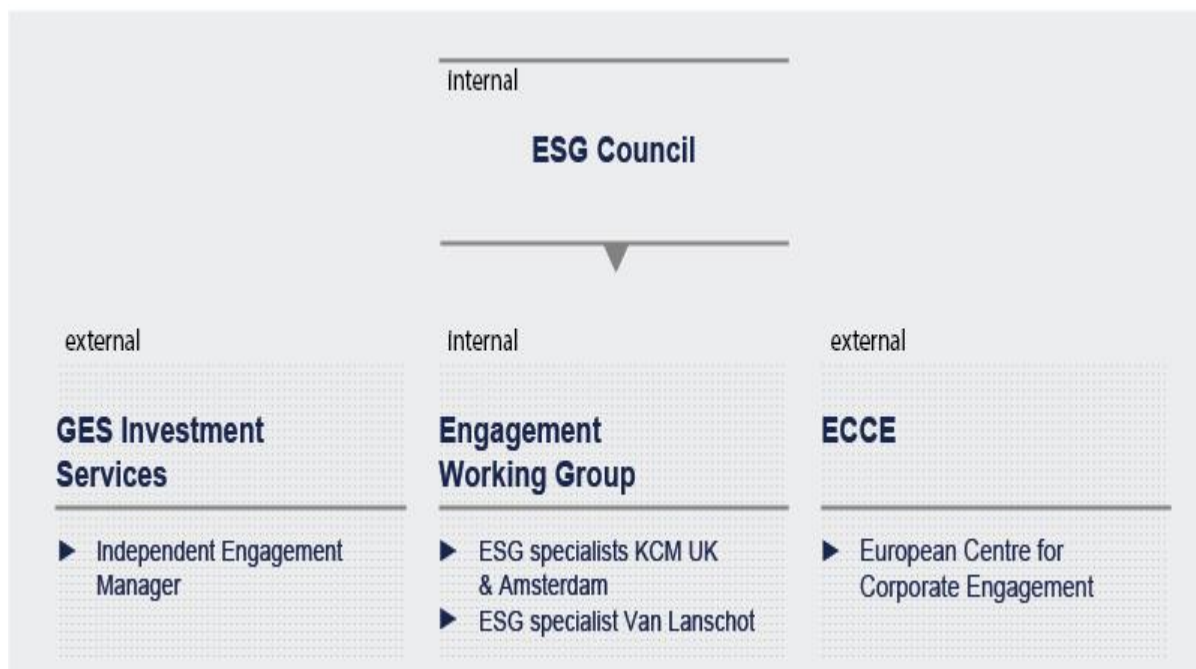 internal
ESG Council
external
GES Investment
Services
Independent Engagement
Manager
internal
Engagement
Working Group
ESG specialists KCM UK
& Amsterdam
ESG specialist Van Lanschot
external
ECCE
European Centre for
Corporate Engagement